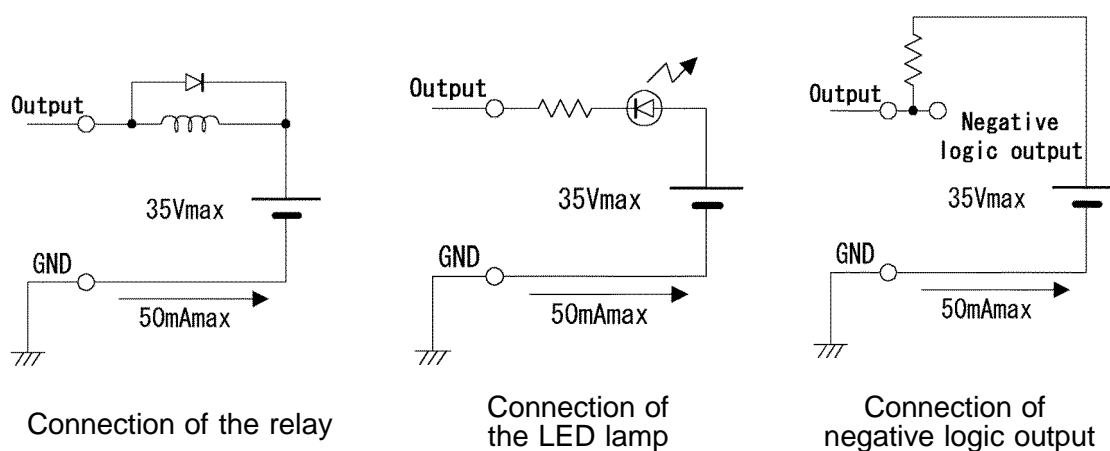 Output
35Vmax
GND
50mAmax
Connection of the relay
Output
35Vmax
GND
50mAmax
Connection of
the LED lamp
Output
Negative
logic output
35Vmax
GND
50mAmax
Connection of
negative logic output